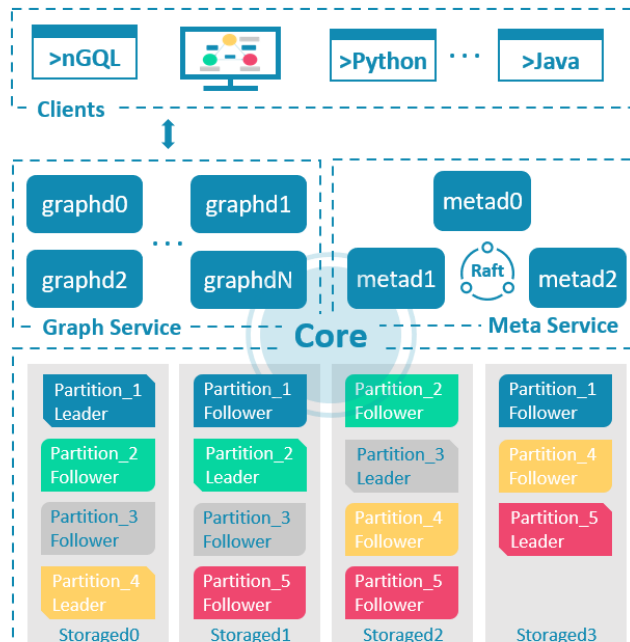 >nGQL
>Python
...
>Java
Clients
graphd0
graphd1
...
graphd2
graphdN
Graph Service
metad0
metad1
Raft
metad2
Meta Service
Core
Partition_1
Leader
Partition_2
Follower
Partition_3
Follower
Partition_4
Leader
Storaged0
Partition_1
Follower
Partition_2
Leader
Partition_3
Follower
Partition_5
Follower
Storaged1
Partition_2
Follower
Partition_3
Leader
Partition_4
Follower
Partition_5
Follower
Storaged2
Partition_1
Follower
Partition_4
Follower
Partition_5
Leader
Storaged3